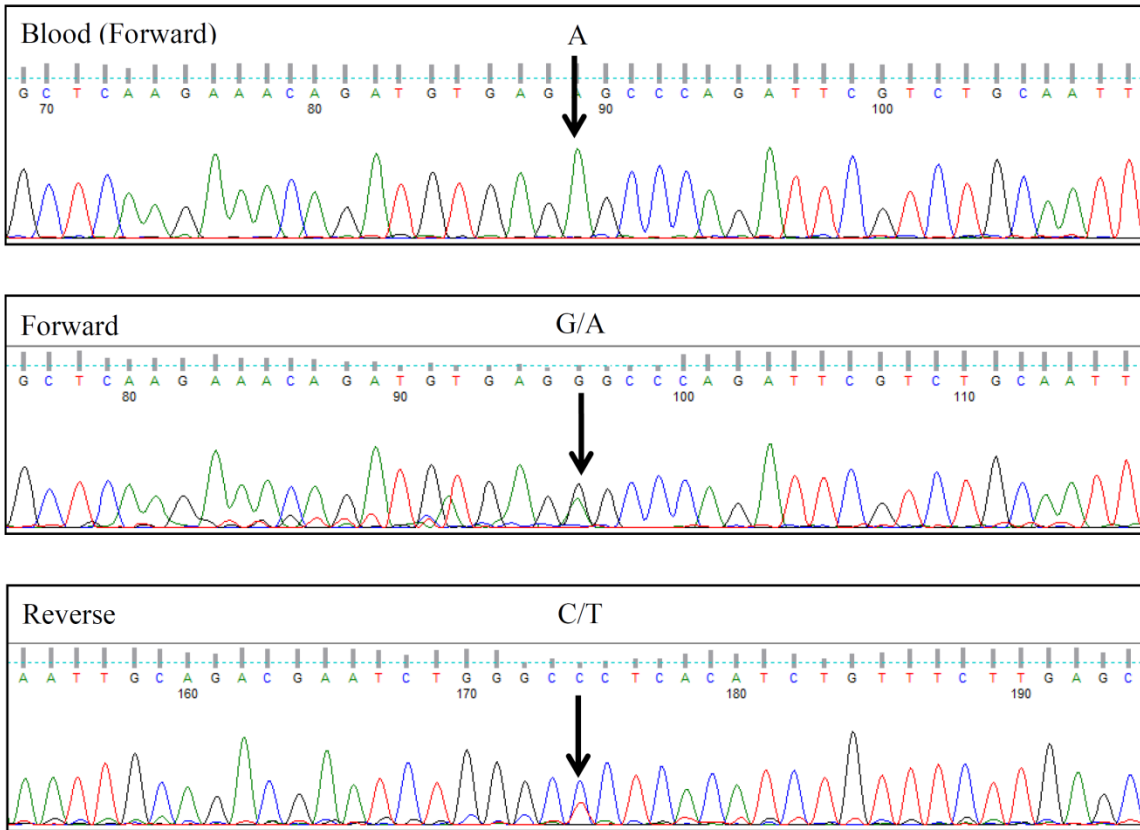 Blood (Forward)
A
G C T C A A G A A A C A G A T G T G A G A G C C C A G A T T C G T C T G C A A T T
70 80 90 100
Forward
G/A
G C T C A A G A A A C A G A T G T G A G G G C C C A G A T T C G T C T G C A A T T
80 90 100 110
Reverse
C/T
A A T T G C A G A C G A A T C T G G G C C C T C A C A T C T G T T T C T T G A G C
160 170 180 190